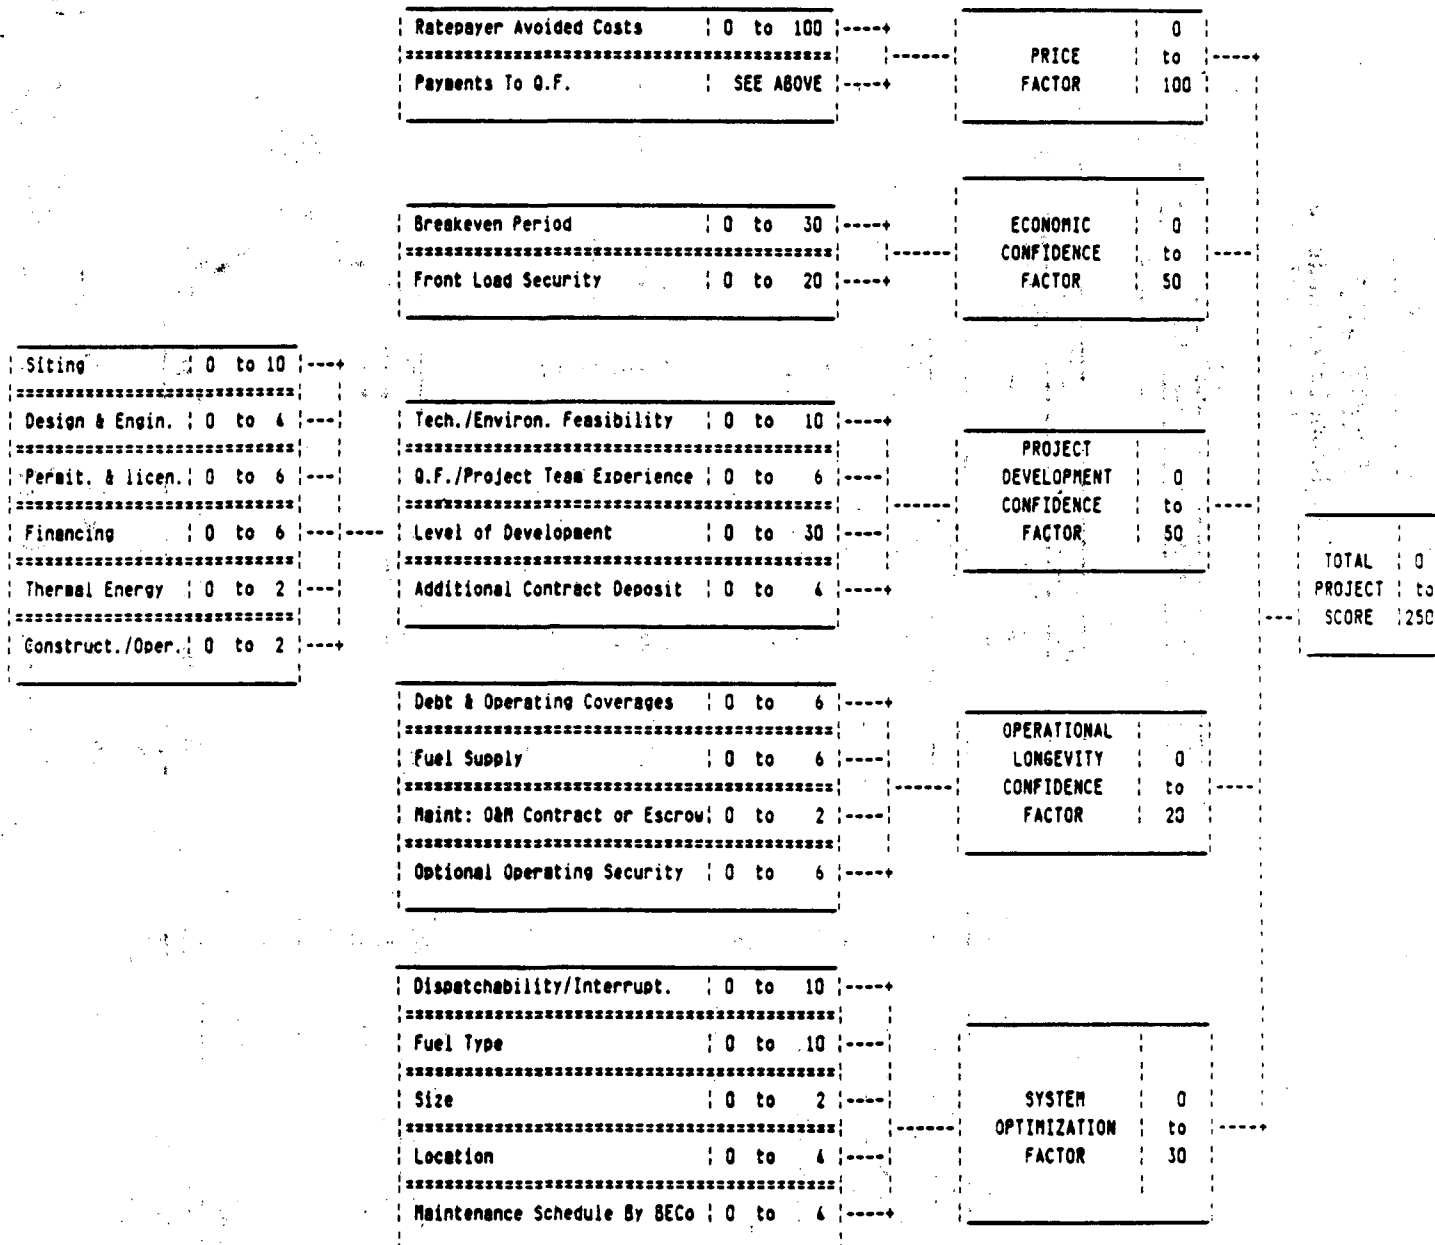 Ratepayer Avoided Costs 0 to 100
Payments To Q.F. SEE ABOVE
PRICE FACTOR 0 to 100
Breakeven Period 0 to 30
Front Load Security 0 to 20
ECONOMIC CONFIDENCE FACTOR 0 to 50
Siting 0 to 10
Design & Engin. 0 to 4
Permit. & licen. 0 to 6
Financing 0 to 6
Thermal Energy 0 to 2
Construct./Oper. 0 to 2
Tech./Environ. Feasibility 0 to 10
Q.F./Project Team Experience 0 to 6
Level of Development 0 to 30
Additional Contract Deposit 0 to 4
PROJECT DEVELOPMENT CONFIDENCE FACTOR 0 to 50
Debt & Operating Coverages 0 to 6
Fuel Supply 0 to 6
Maint: O&M Contract or Escrow 0 to 2
Optional Operating Security 0 to 6
OPERATIONAL LONGEVITY CONFIDENCE FACTOR 0 to 20
Dispatchability/Interrupt. 0 to 10
Fuel Type 0 to 10
Size 0 to 2
Location 0 to 4
Maintenance Schedule By BECo 0 to 4
SYSTEM OPTIMIZATION FACTOR 0 to 30
TOTAL PROJECT SCORE 0 to 250